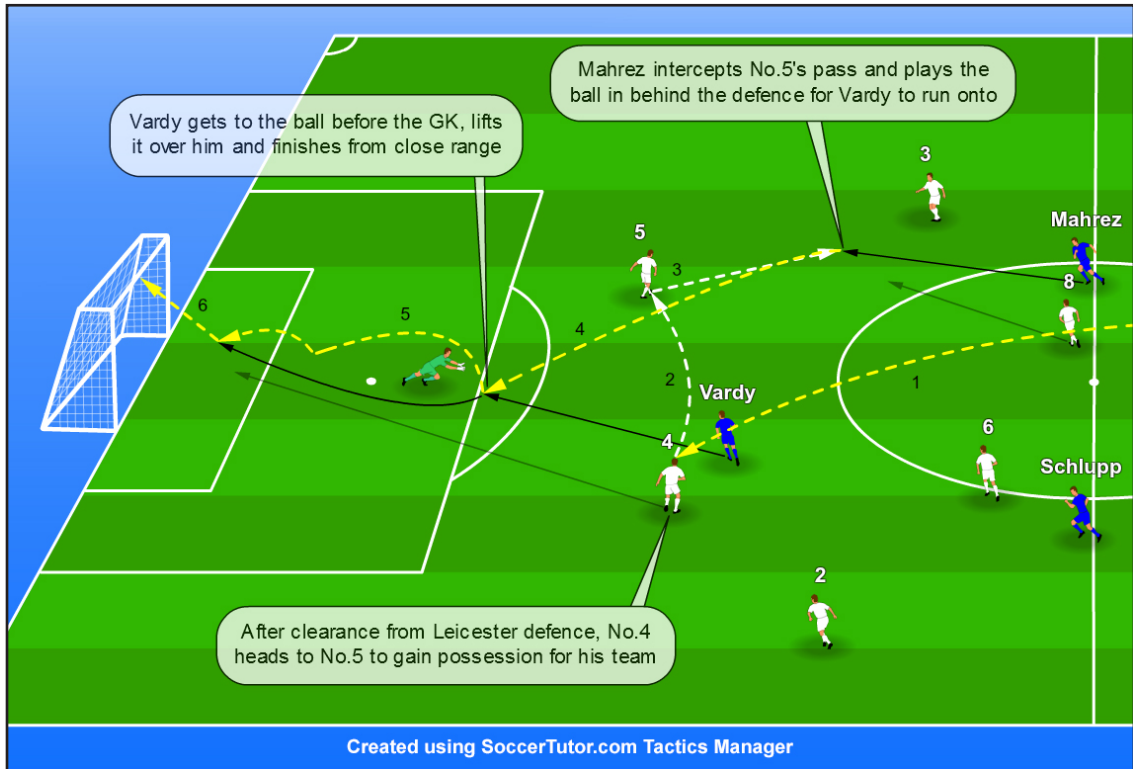 Mahrez intercepts No.5's pass and plays the
ball in behind the defence for Vardy to run onto
Vardy gets to the ball before the GK, lifts
it over him and finishes from close range
3
Mahrez
5
3
8
6
5
4
1
2
Vardy
4
6
Schlupp
2
After clearance from Leicester defence, No.4
heads to No.5 to gain possession for his team
Created using SoccerTutor.com Tactics Manager